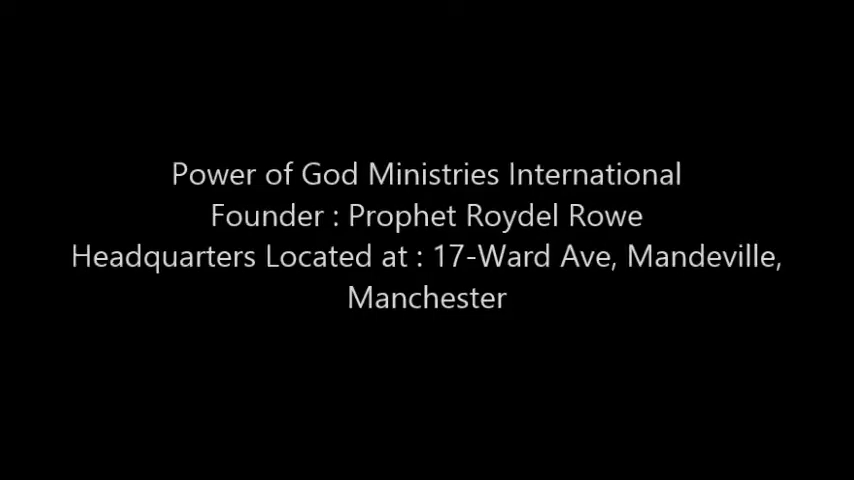 Power of God Ministries International
Founder : Prophet Roydel Rowe
Headquarters Located at : 17-Ward Ave, Mandeville,
Manchester